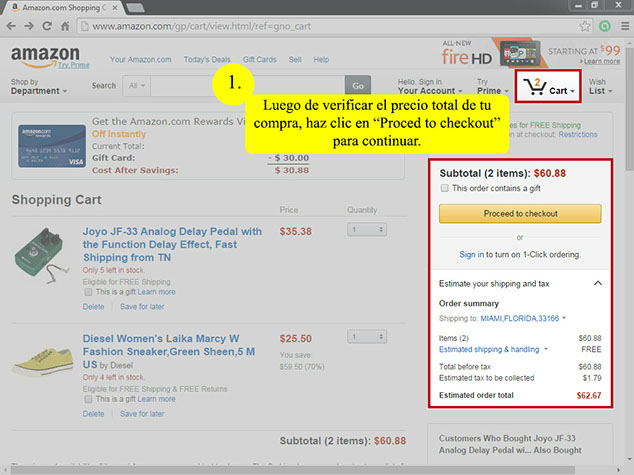 Amazon.com Shopping C
www.amazon.com/gp/cart/view.html/ref=gno_cart
amazon
Try Prime
Your Amazon.com Today's Deals Gift Cards Sell Help
ALL-NEW
fire HD
STARTING AT $99
Learn more
Shop by
Department
Search
All
Go
Hello. Sign in
Your Account
Try
Prime
2
Cart
Wish
List
1.
Luego de verificar el precio total de tu
compra, haz clic en “Proced to checkout”
para continuar.
amazon.com
VISA
Get the Amazon.com Rewards Vi
Off Instantly
Current Total:
Gift Card: - $ 30.00
Cost After Savings: $ 30.88
es for FREE Shipping
on at checkout. Restrictions
Shopping Cart
Price
Quantity
Joyo JF-33 Analog Delay Pedal with
the Function Delay Effect, Fast
Shipping from TN
$35.38
1
Only 5 left in stock.
Eligible for FREE Shipping
This is a gift Learn more
Delete Save for later
Diesel Women's Laika Marcy W
Fashion Sneaker,Green Sheen,5 M
US by Diesel
$25.50
You save:
$59.50 (70%)
1
Only 4 left in stock.
Eligible for FREE Shipping & FREE Returns
This is a gift Learn more
Delete Save for later
Subtotal (2 items): $60.88
Subtotal (2 items): $60.88
This order contains a gift
Proceed to checkout
or
Sign in to turn on 1-Click ordering.
Estimate your shipping and tax
Order summary
Shipping to: MIAMI,FLORIDA,33166
Items (2) $60.88
Estimated shipping & handling FREE
Total before tax $60.88
Estimated tax to be collected $1.79
Estimated order total $62.67
Customers Who Bought Joyo JF-33
Analog Delay Pedal wi... Also Bought